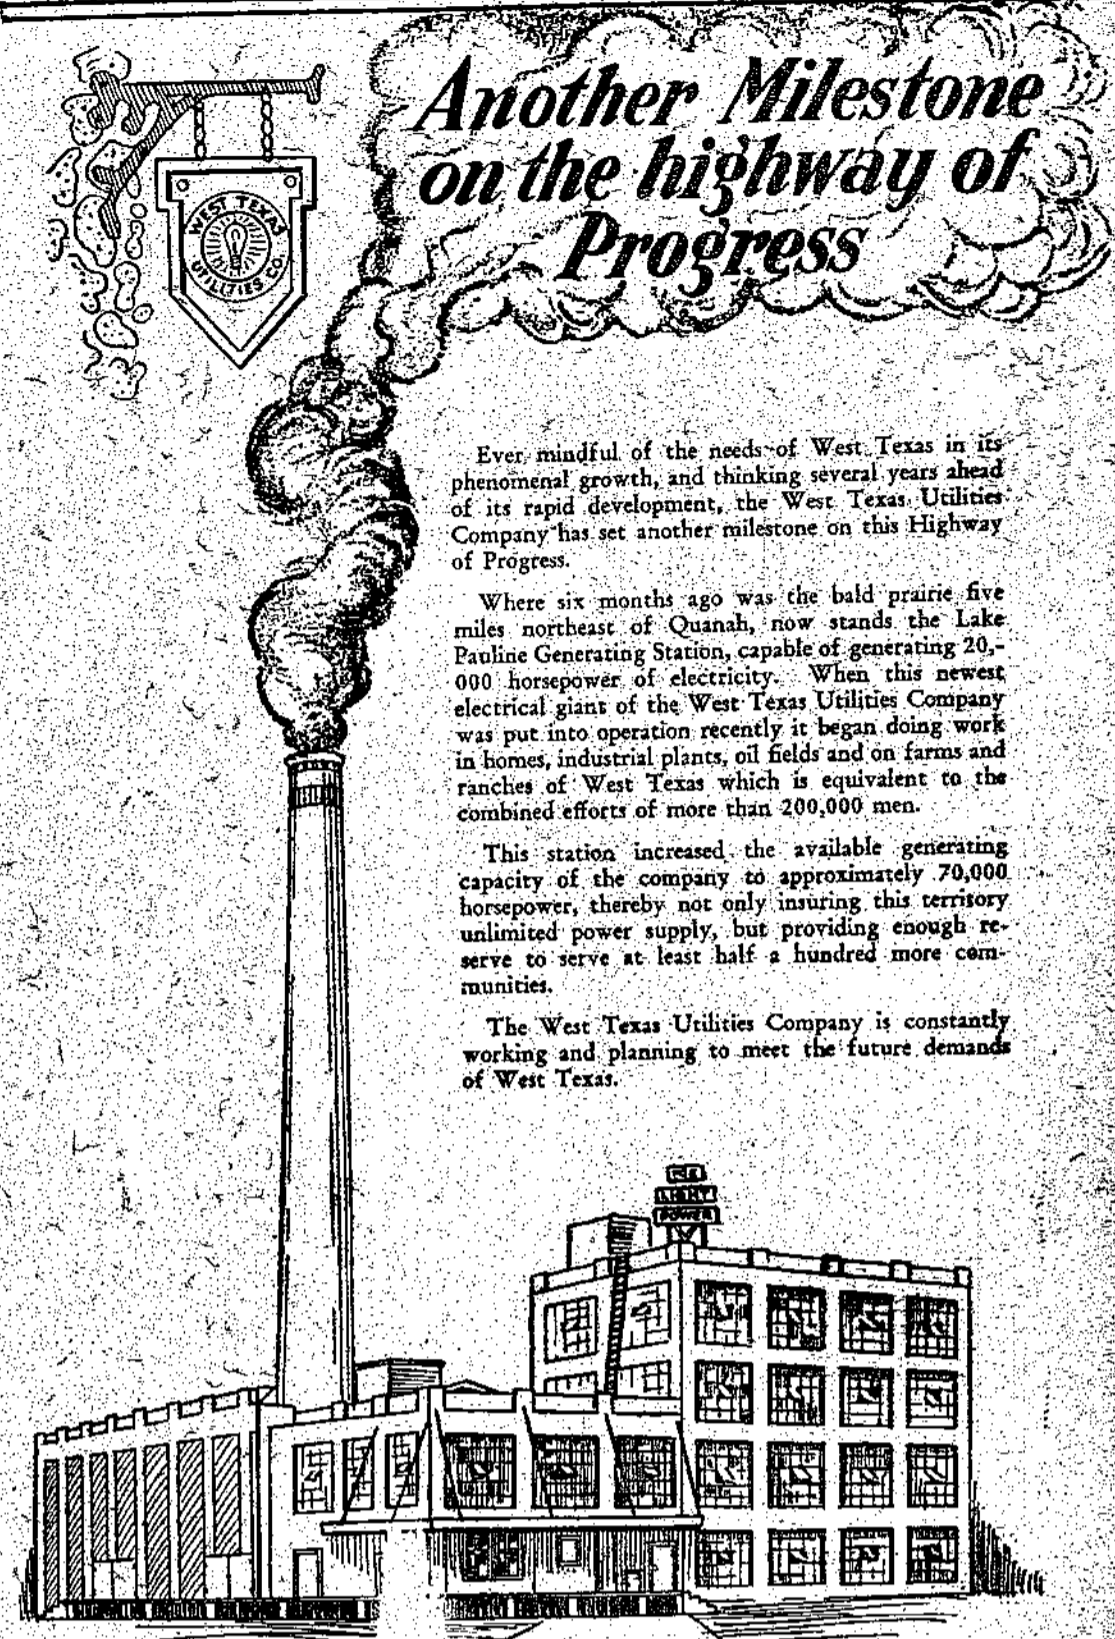 WEST TEXAS
UTILITIES CO.
Another Milestone
on the highway of
Progress
Ever mindful of the needs of West Texas in its
phenomenal growth, and thinking several years ahead
of its rapid development, the West Texas Utilities
Company has set another milestone on this Highway
of Progress.
Where six months ago was the bald prairie five
miles northeast of Quanah, now stands the Lake
Pauline Generating Station, capable of generating 20,-
000 horsepower of electricity. When this newest
electrical giant of the West Texas Utilities Company
was put into operation recently it began doing work
in homes, industrial plants, oil fields and on farms and
ranches of West Texas which is equivalent to the
combined efforts of more than 200,000 men.
This station increased the available generating
capacity of the company to approximately 70,000
horsepower, thereby not only insuring this territory
unlimited power supply, but providing enough re-
serve to serve at least half a hundred more com-
munities.
The West Texas Utilities Company is constantly
working and planning to meet the future demands
of West Texas.
LIGHT
POWER